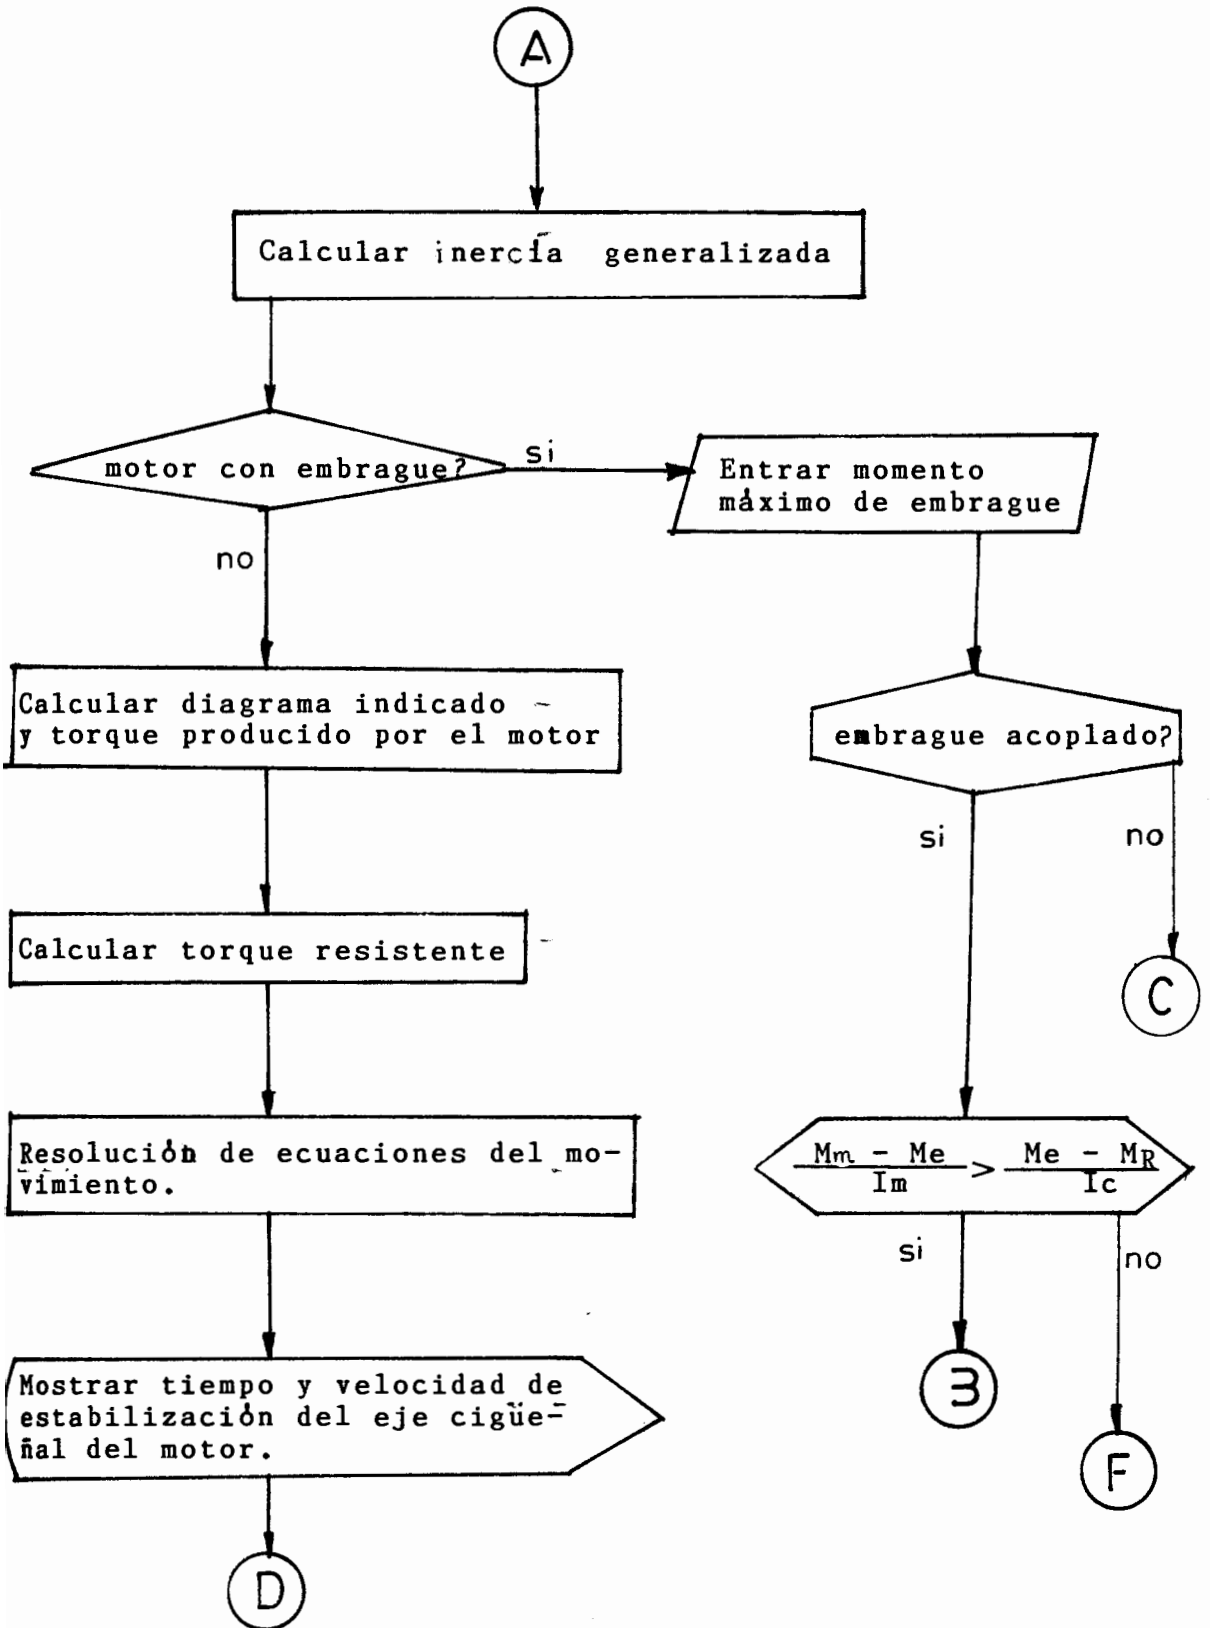 A
Calcular inercía generalizada
motor con embrague?
si
Entrar momento
máximo de embrague
no
Calcular diagrama indicado -
y torque producido por el motor
embrague acoplado?
si
no
Calcular torque resistente
C
Resolución de ecuaciones del mo-
vimiento.
Mm - Me / Im > Me - MR / Ic
si
no
Mostrar tiempo y velocidad de
estabilización del eje cigüe-
ñal del motor.
B
F
D